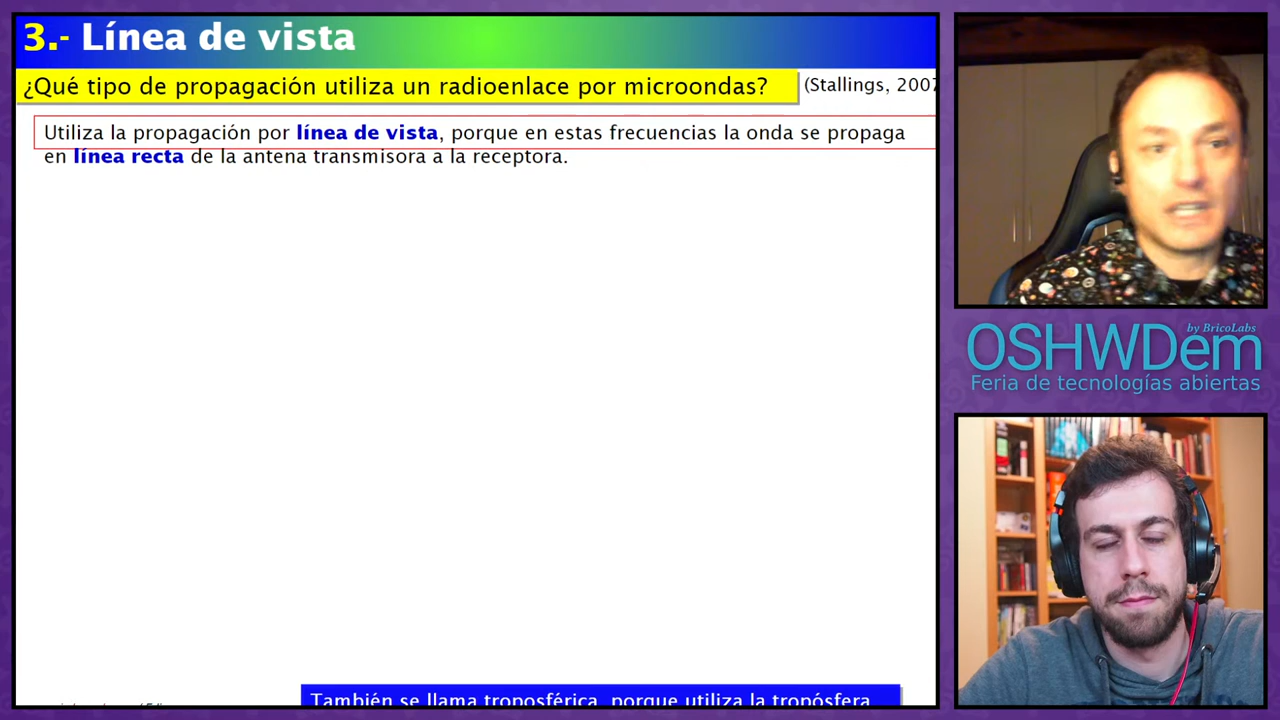 3.- Línea de vista
¿Qué tipo de propagación utiliza un radioenlace por microondas?
(Stallings, 2007
Utiliza la propagación por línea de vista, porque en estas frecuencias la onda se propaga
en línea recta de la antena transmisora a la receptora.
También se llama troposférica, porque utiliza la tropósfera
by BricoLabs
OSHWDem
Feria de tecnologías abiertas